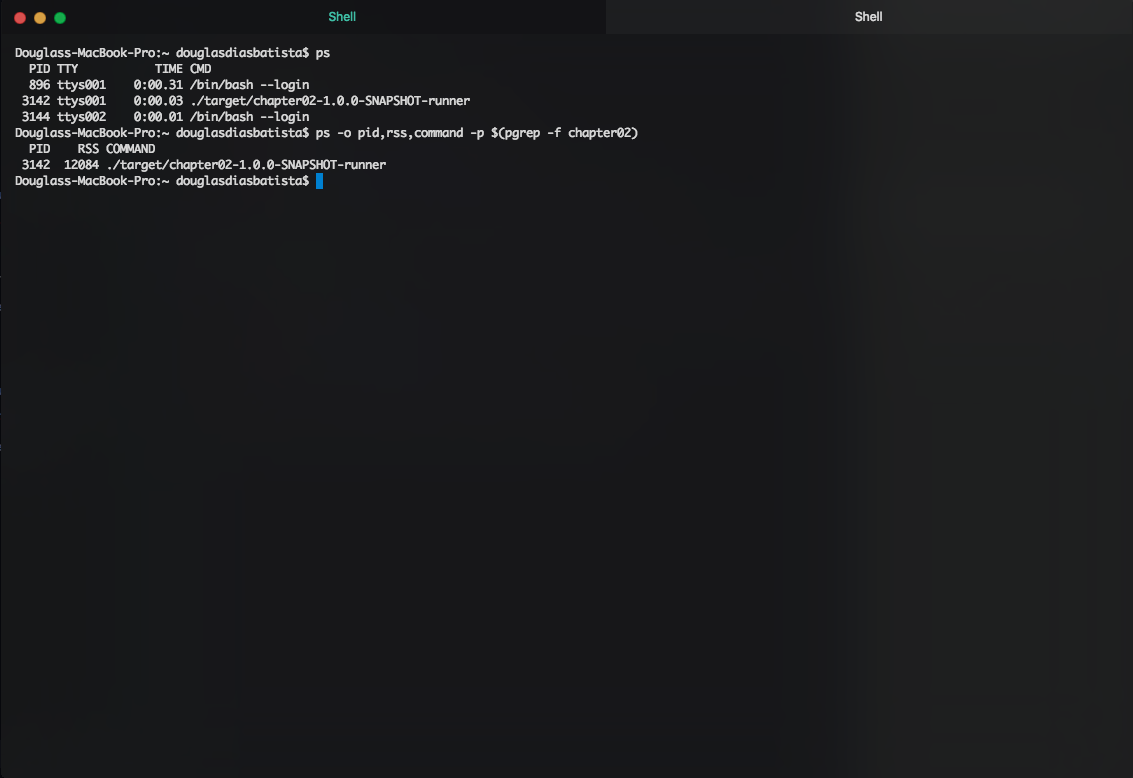 Shell Shell
Douglass-MacBook-Pro:~ douglasdiasbatista$ ps
  PID TTY           TIME CMD
  896 ttys001    0:00.31 /bin/bash --login
 3142 ttys001    0:00.03 ./target/chapter02-1.0.0-SNAPSHOT-runner
 3144 ttys002    0:00.01 /bin/bash --login
Douglass-MacBook-Pro:~ douglasdiasbatista$ ps -o pid,rss,command -p $(pgrep -f chapter02)
  PID    RSS COMMAND
 3142  12084 ./target/chapter02-1.0.0-SNAPSHOT-runner
Douglass-MacBook-Pro:~ douglasdiasbatista$